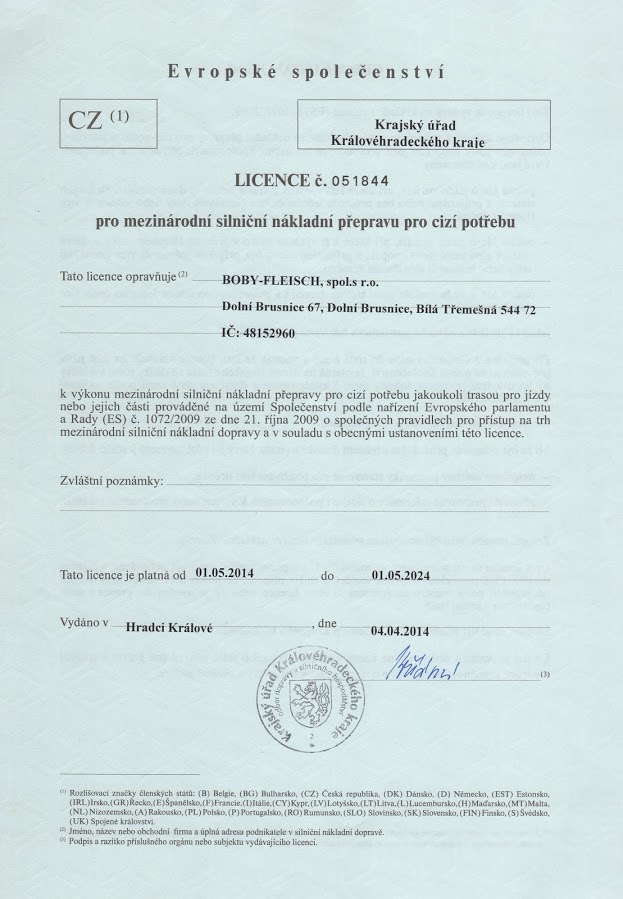 Evropské společenství
CZ (1)
Krajský úřad
Královéhradeckého kraje
LICENCE č. 051844
pro mezinárodní silniční nákladní přepravu pro cizí potřebu
Tato licence opravňuje (2) BOBY-FLEISCH, spol.s r.o.
Dolní Brusnice 67, Dolní Brusnice, Bílá Třemešná 544 72
IČ: 48152960
k výkonu mezinárodní silniční nákladní přepravy pro cizí potřebu jakoukoli trasou pro jízdy
nebo jejich části prováděné na území Společenství podle nařízení Evropského parlamentu
a Rady (ES) č. 1072/2009 ze dne 21. října 2009 o společných pravidlech pro přístup na trh
mezinárodní silniční nákladní dopravy a v souladu s obecnými ustanoveními této licence.
Zvláštní poznámky:
Tato licence je platná od 01.05.2014 do 01.05.2024
Vydáno v Hradci Králové, dne 04.04.2014
(3)
Krajský úřad Královéhradeckého kraje
odbor dopravy a silničního hospodářství
2
(1) Rozlišovací značky členských států: (B) Belgie, (BG) Bulharsko, (CZ) Česká republika, (DK) Dánsko, (D) Německo, (EST) Estonsko,
(IRL)Irsko,(GR)Řecko,(E)Španělsko,(F)Francie,(I)Itálie,(CY)Kypr,(LV)Lotyšsko,(LT)Litva,(L)Lucembursko,(H)Maďarsko,(MT)Malta,
(NL) Nizozemsko, (A) Rakousko, (PL) Polsko, (P) Portugalsko, (RO) Rumunsko, (SLO) Slovinsko, (SK) Slovensko, (FIN) Finsko, (S) Švédsko,
(UK) Spojené království.
(2) Jméno, název nebo obchodní firma a úplná adresa podnikatele v silniční nákladní dopravě.
(3) Podpis a razítko příslušného orgánu nebo subjektu vydávajícího licenci.